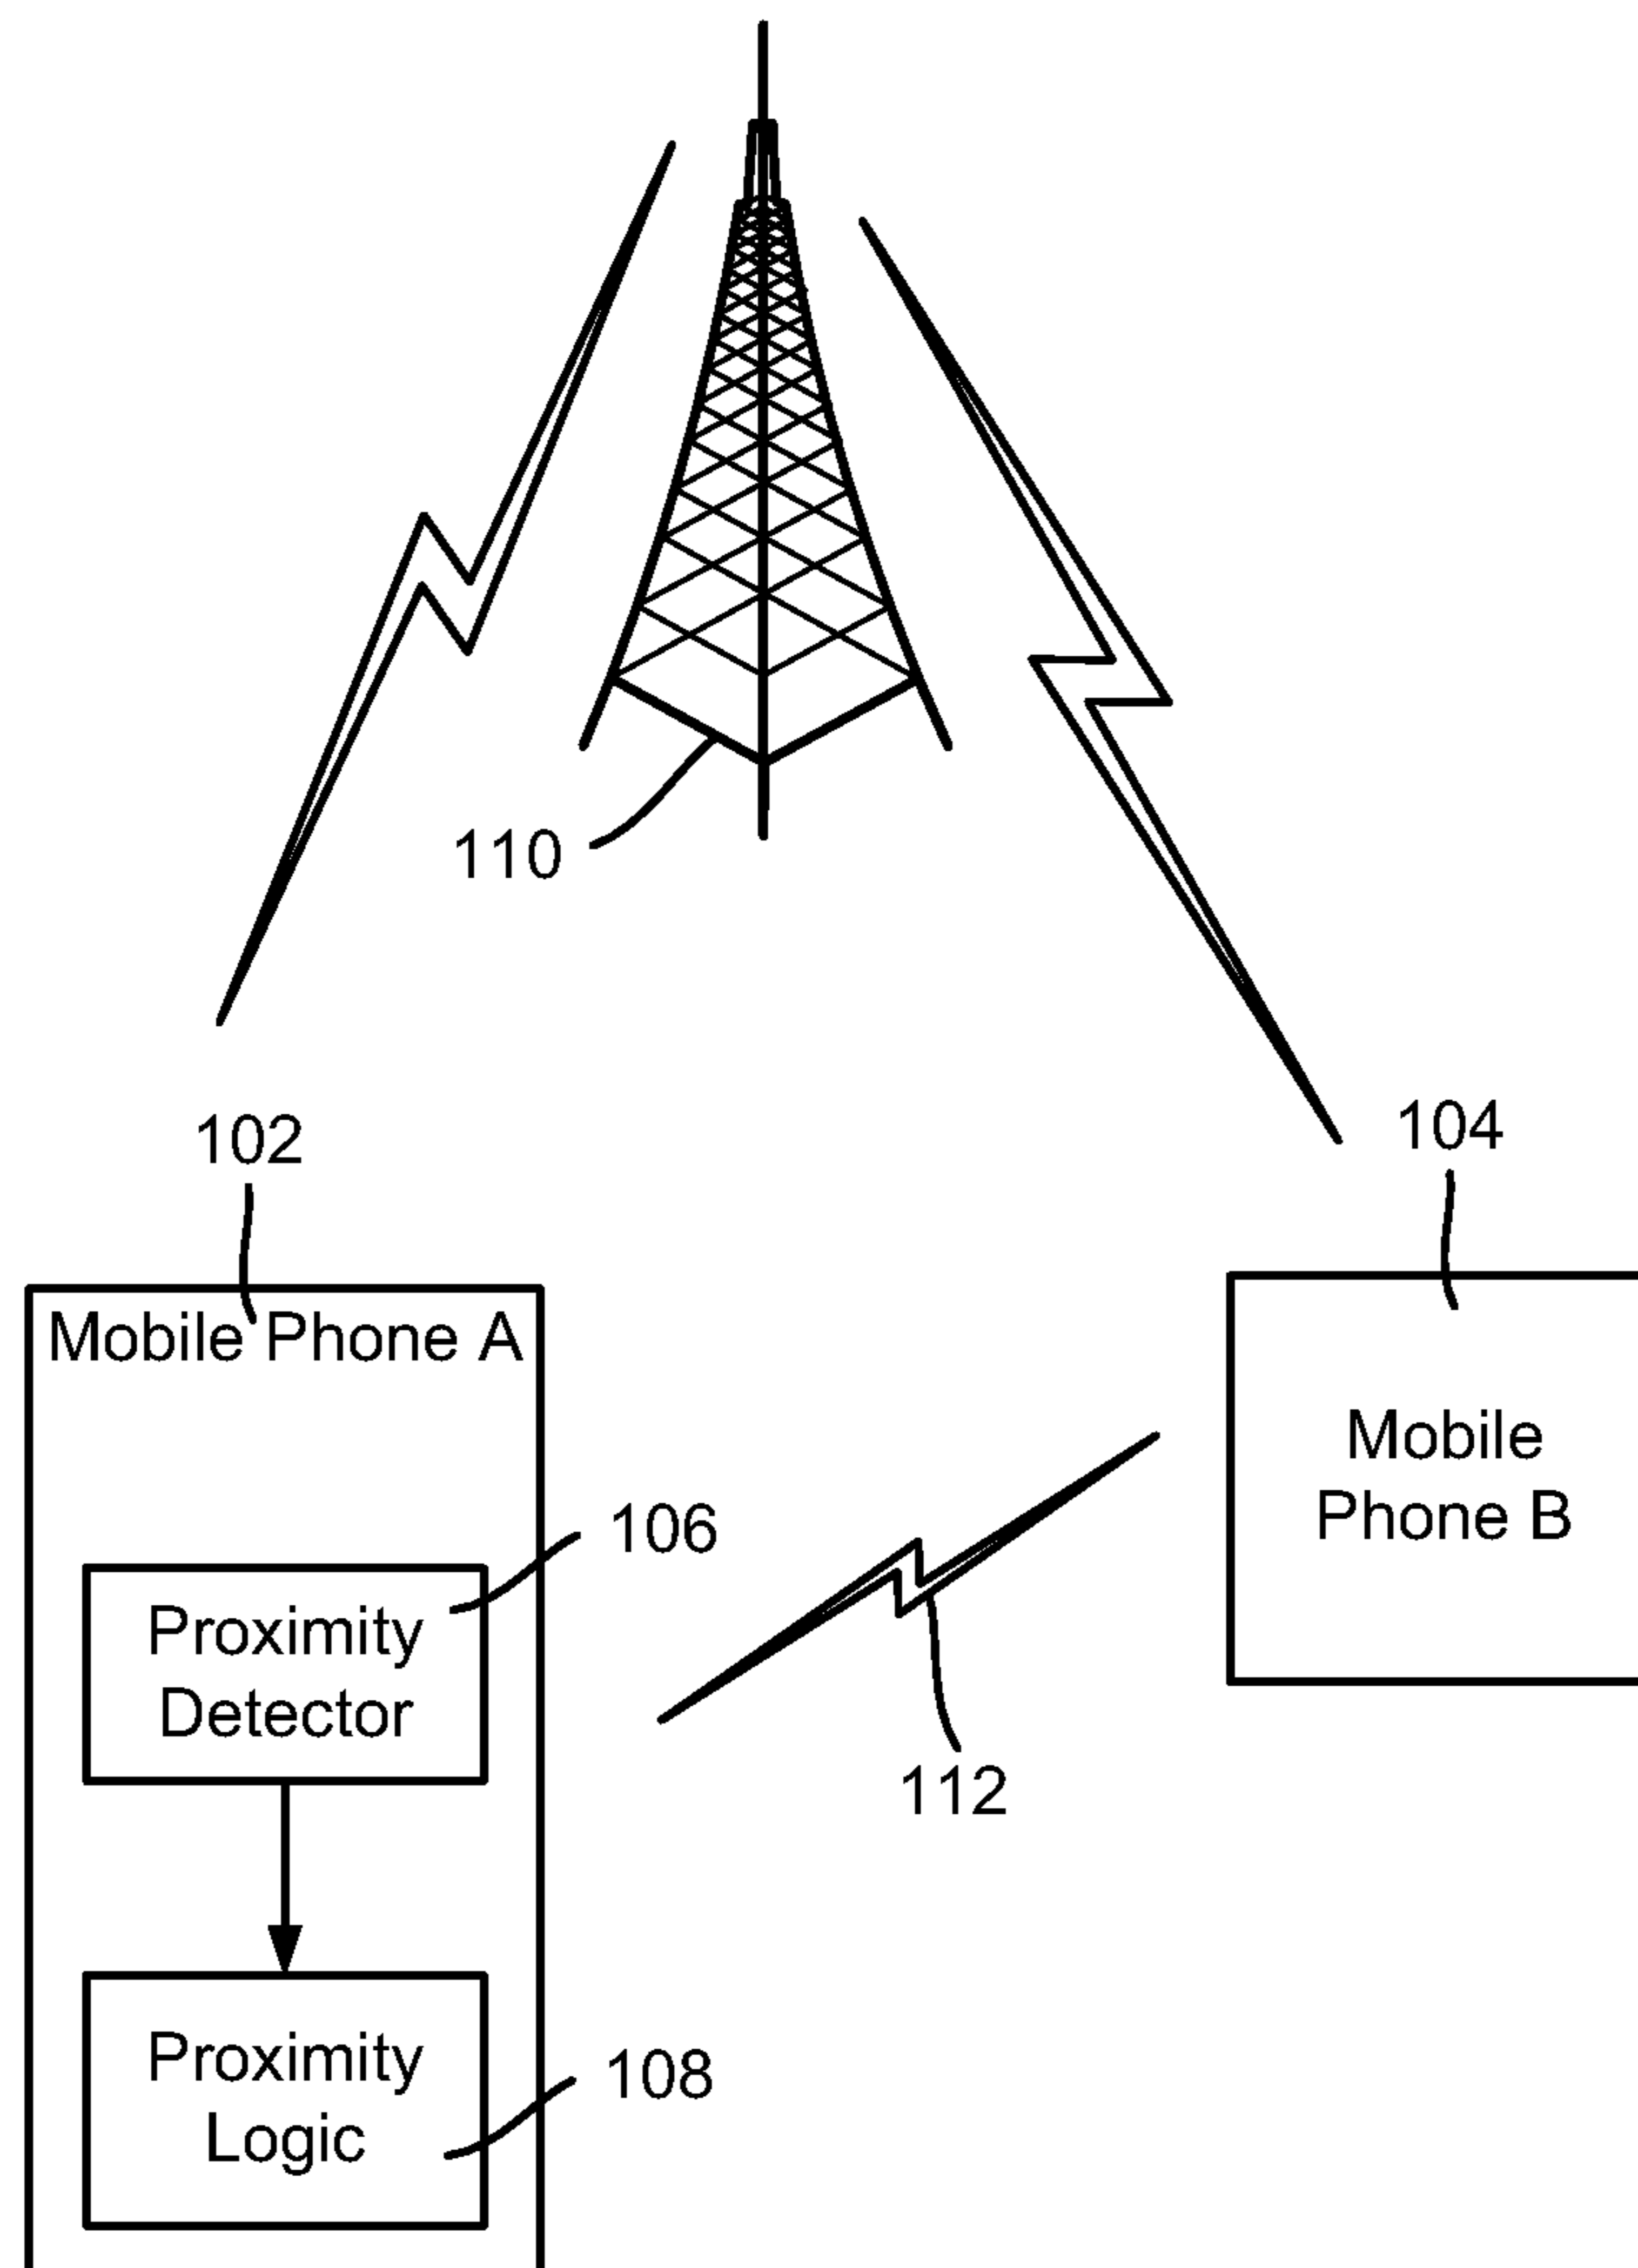 110
102
104
Mobile Phone A
Mobile
Phone B
106
Proximity
Detector
112
Proximity
Logic
108